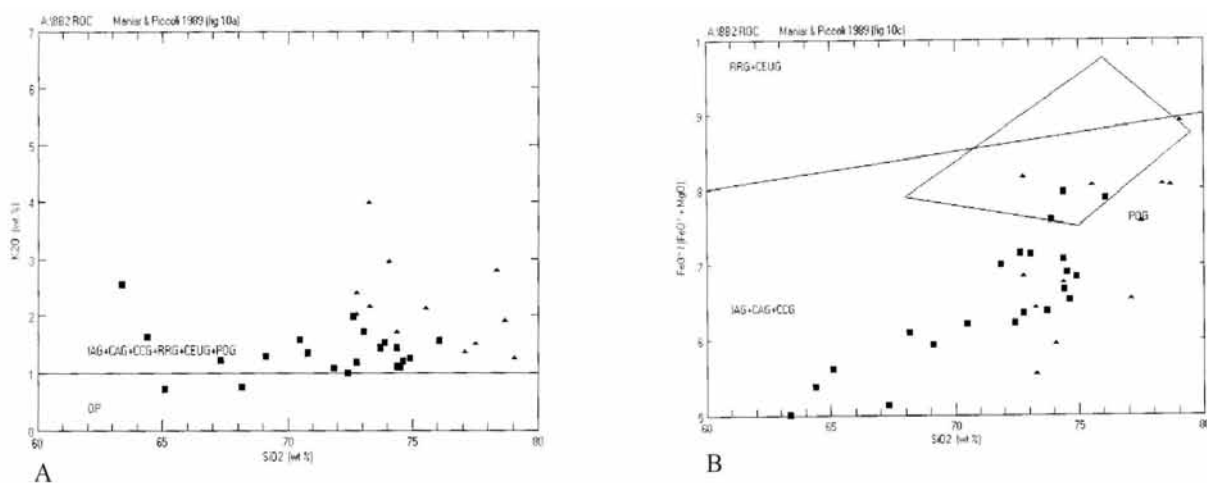 A:\8B2.ROC Maniar & Piccoli 1989 (fig 10a)
7
6
5
4
3
2
1
0
K2O (wt %)
IAG+CAG+CCG+RRG+CEUG+POG
OP
60 65 70 75 80
SiO2 (wt %)
A
A:\8B2.ROC Maniar & Piccoli 1989 (fig 10c)
1
.9
.8
.7
.6
.5
RRG+CEUG
POG
IAG+CAG+CCG
60 65 70 75 80
SiO2 (wt %)
B